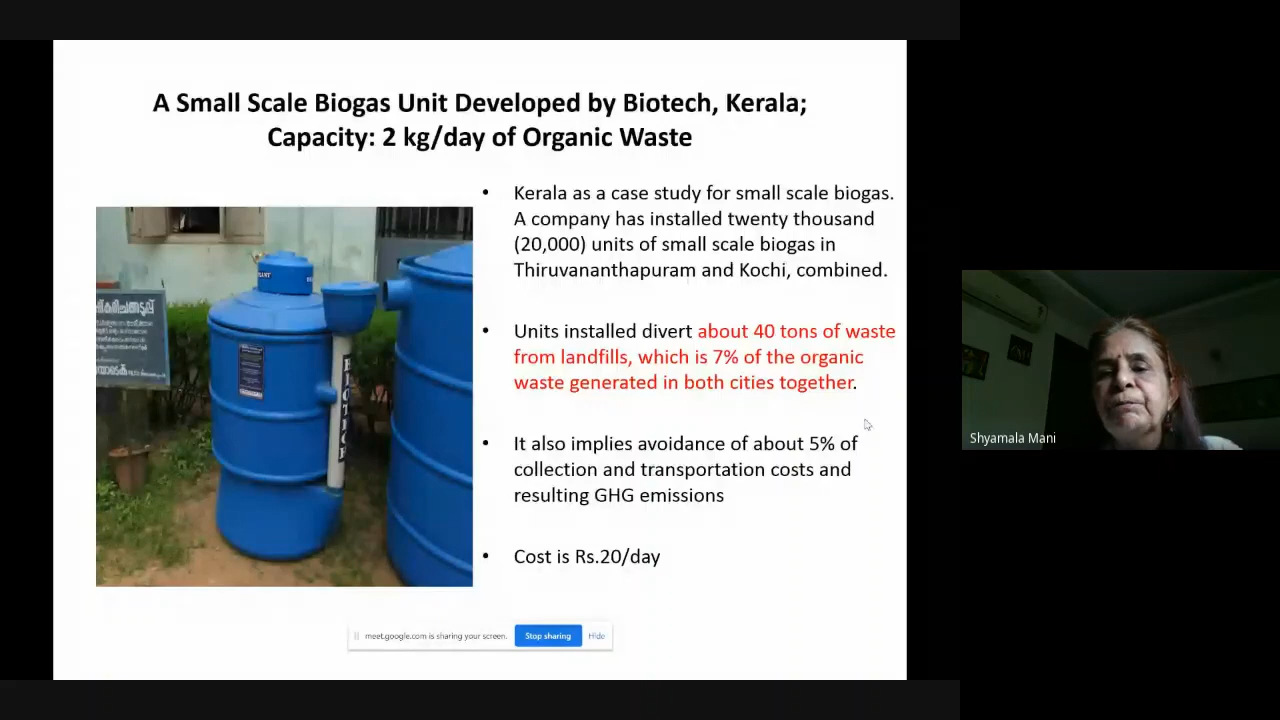 A Small Scale Biogas Unit Developed by Biotech, Kerala;
Capacity: 2 kg/day of Organic Waste
• Kerala as a case study for small scale biogas.
A company has installed twenty thousand
(20,000) units of small scale biogas in
Thiruvananthapuram and Kochi, combined.
• Units installed divert about 40 tons of waste
from landfills, which is 7% of the organic
waste generated in both cities together.
• It also implies avoidance of about 5% of
collection and transportation costs and
resulting GHG emissions
• Cost is Rs.20/day
BIOTECH
meet.google.com is sharing your screen. Stop sharing Hide
Shyamala Mani